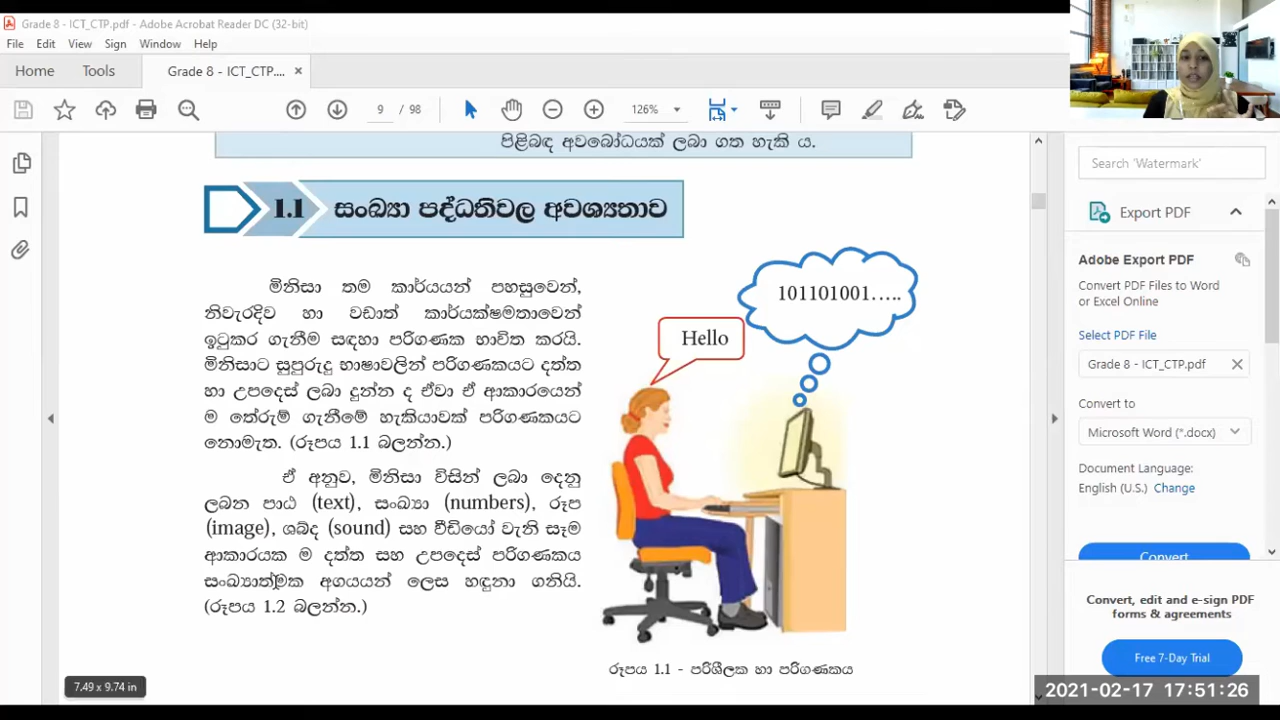 Grade 8 - ICT_CTP.pdf - Adobe Acrobat Reader DC (32-bit)
File Edit View Sign Window Help
Home Tools Grade 8 - ICT_CTP....
9 / 98 126%
පිළිබඳ අවබෝධයක් ලබා ගත හැකි ය.
1.1 සංඛ්‍යා පද්ධතිවල අවශ්‍යතාව
මිනිසා තම කාර්යයන් පහසුවෙන්,
නිවැරදිව හා වඩාත් කාර්යක්ෂමතාවෙන්
ඉටුකර ගැනීම සඳහා පරිගණක භාවිත කරයි.
මිනිසාට සුපුරුදු භාෂාවලින් පරිගණකයට දත්ත
හා උපදෙස් ලබා දුන්න ද ඒවා ඒ ආකාරයෙන්
ම තේරුම් ගැනීමේ හැකියාවක් පරිගණකයට
නොමැත. (රූපය 1.1 බලන්න.)
ඒ අනුව, මිනිසා විසින් ලබා දෙනු
ලබන පාඨ (text), සංඛ්‍යා (numbers), රූප
(image), ශබ්ද (sound) සහ වීඩියෝ වැනි සෑම
ආකාරයක ම දත්ත සහ උපදෙස් පරිගණකය
සංඛ්‍යාත්මක අගයයන් ලෙස හඳුනා ගනියි.
(රූපය 1.2 බලන්න.)
101101001.....
Hello
රූපය 1.1 - පරිශීලක හා පරිගණකය
7.49 x 9.74 in
Search 'Watermark'
Export PDF
Adobe Export PDF
Convert PDF Files to Word
or Excel Online
Select PDF File
Grade 8 - ICT_CTP.pdf
Convert to
Microsoft Word (*.docx)
Document Language:
English (U.S.) Change
Convert
Convert, edit and e-sign PDF
forms & agreements
Free 7-Day Trial
2021-02-17 17:51:26